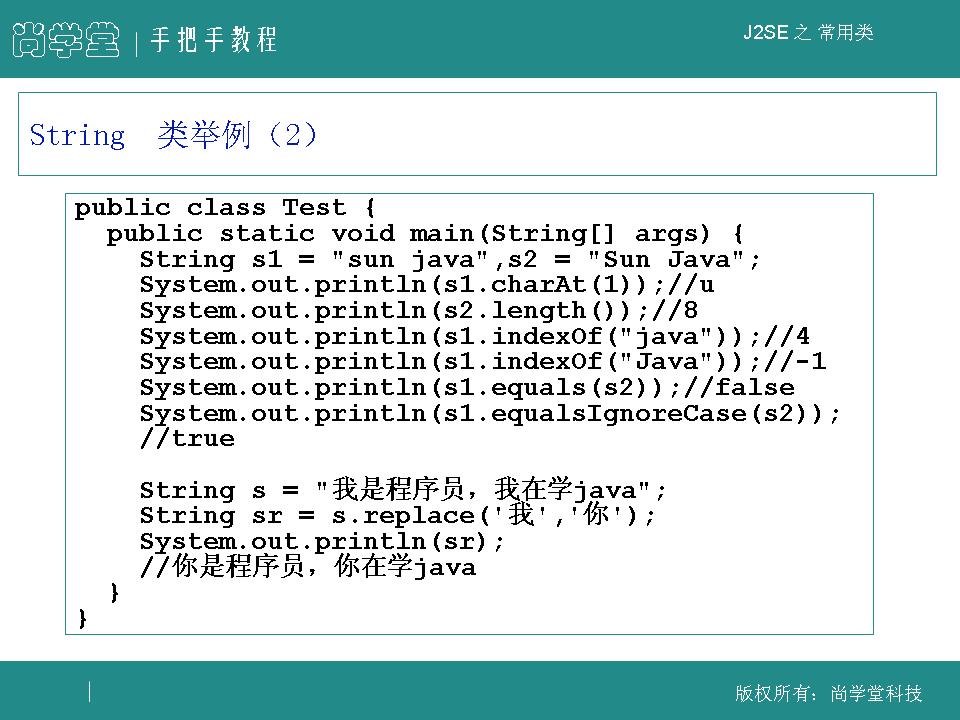 尚学堂 | 手把手教程
J2SE 之 常用类
String 类举例（2）
public class Test {
  public static void main(String[] args) {
    String s1 = "sun java",s2 = "Sun Java";
    System.out.println(s1.charAt(1));//u
    System.out.println(s2.length());//8
    System.out.println(s1.indexOf("java"));//4
    System.out.println(s1.indexOf("Java"));//-1
    System.out.println(s1.equals(s2));//false
    System.out.println(s1.equalsIgnoreCase(s2));
    //true
    String s = "我是程序员，我在学java";
    String sr = s.replace('我','你');
    System.out.println(sr);
    //你是程序员，你在学java
  }
}
版权所有：尚学堂科技